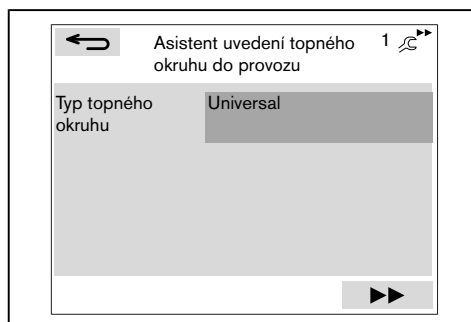 Asistent uvedení topného
okruhu do provozu
1
Typ topného
okruhu
Universal